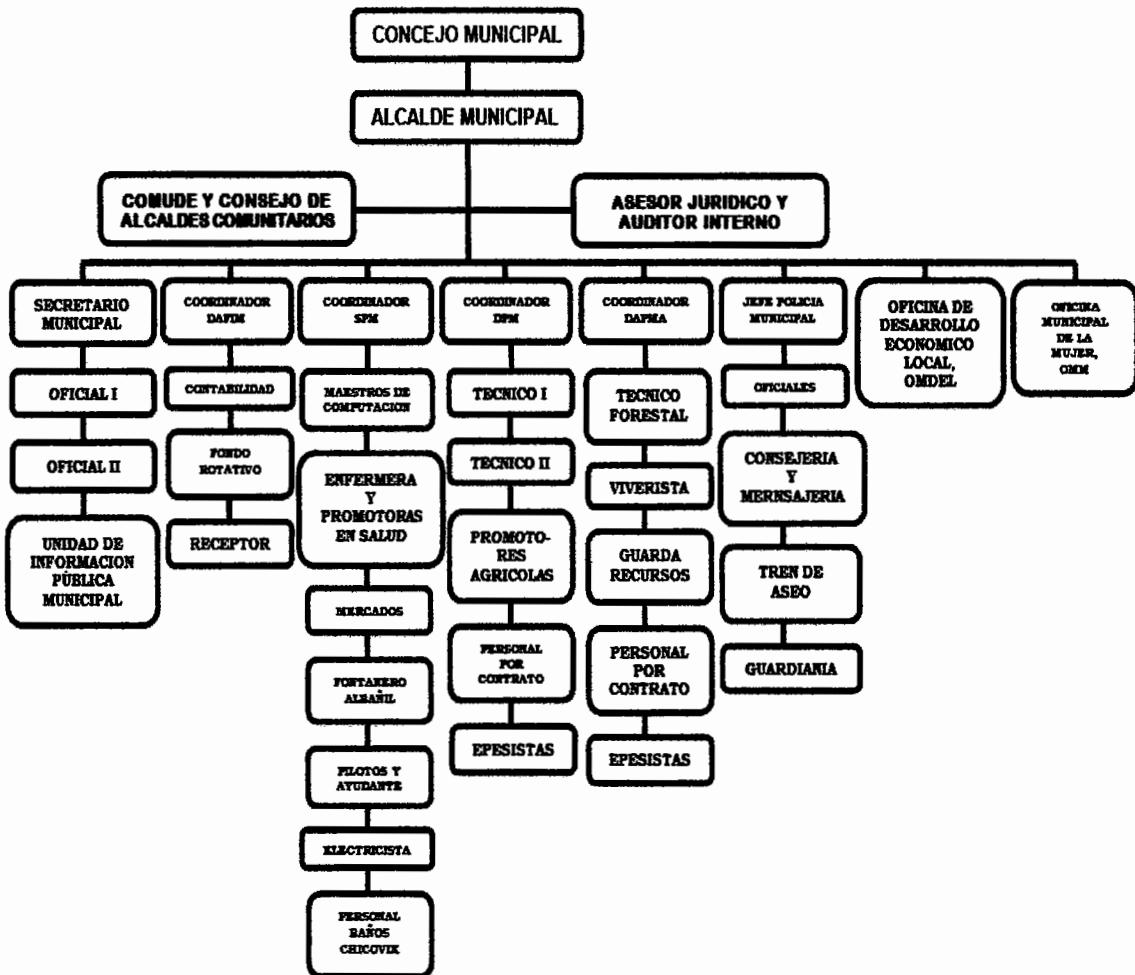 CONCEJO MUNICIPAL
ALCALDE MUNICIPAL
COMUDE Y CONSEJO DE
ALCALDES COMUNITARIOS
ASESOR JURIDICO Y
AUDITOR INTERNO
SECRETARIO
MUNICIPAL
OFICIAL I
OFICIAL II
UNIDAD DE
INFORMACION
PÚBLICA
MUNICIPAL
COORDINADOR
DAFIM
CONTABILIDAD
FONDO
ROTATIVO
RECEPTOR
COORDINADOR
SPM
MAESTROS DE
COMPUTACION
ENFERMERA
Y
PROMOTORAS
EN SALUD
MERCADOS
FONTANERO
ALBAÑIL
PILOTOS Y
AYUDANTE
ELECTRICISTA
PERSONAL
BAÑOS
CHICOVIX
COORDINADOR
DPM
TECNICO I
TECNICO II
PROMOTO-
RES
AGRICOLAS
PERSONAL
POR
CONTRATO
EPESISTAS
COORDINADOR
DAPMA
TECNICO
FORESTAL
VIVERISTA
GUARDA
RECURSOS
PERSONAL
POR
CONTRATO
EPESISTAS
JEFE POLICIA
MUNICIPAL
OFICIALES
CONSEJERIA
Y
MERNSAJERIA
TREN DE
ASEO
GUARDIANIA
OFICINA DE
DESARROLLO
ECONOMICO
LOCAL,
OMDEL
OFICINA
MUNICIPAL
DE LA
MUJER,
OMM